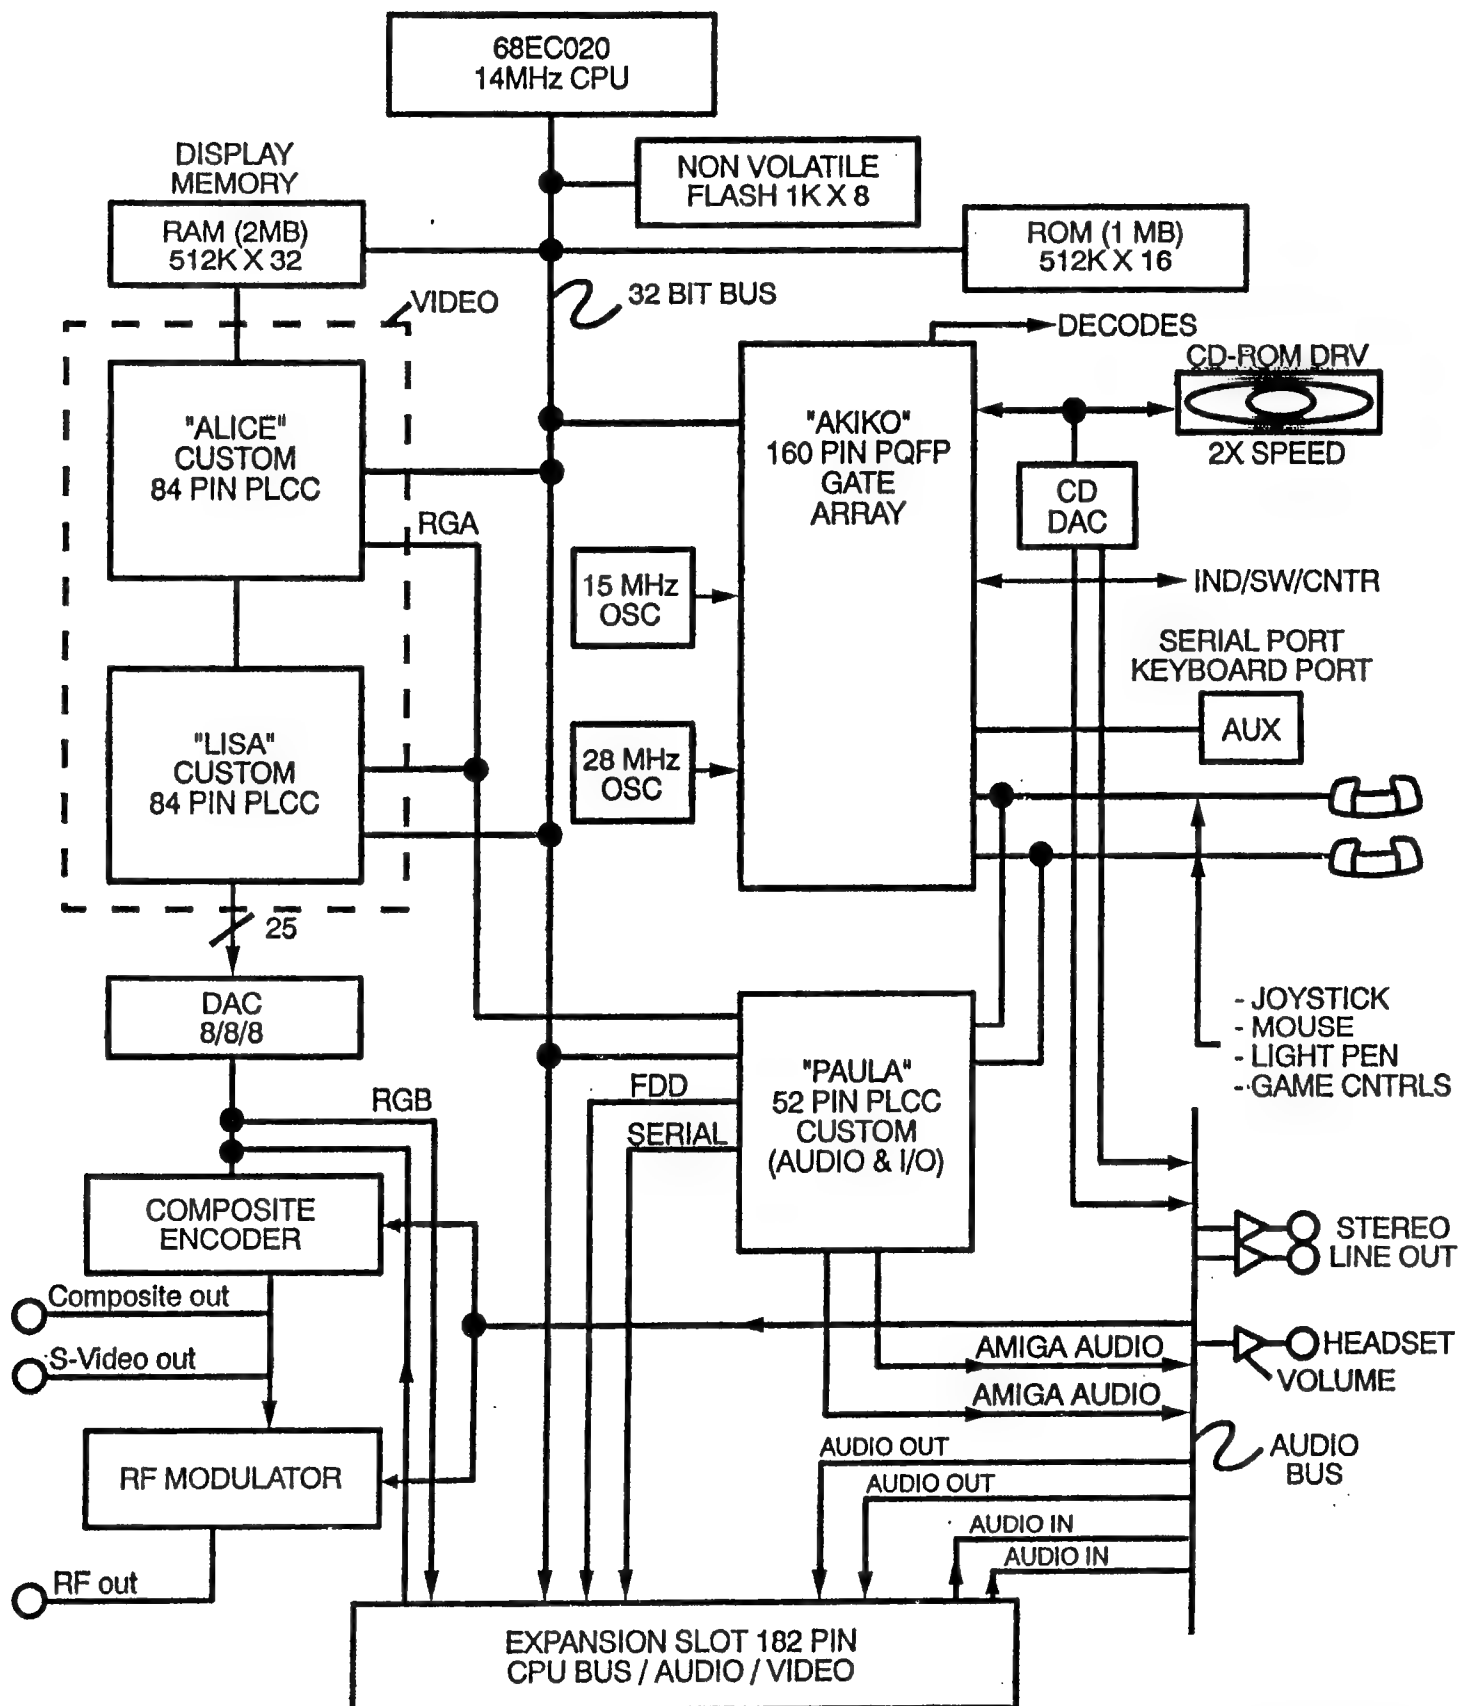 68EC020
14MHz CPU
DISPLAY
MEMORY
NON VOLATILE
FLASH 1K X 8
RAM (2MB)
512K X 32
ROM (1 MB)
512K X 16
VIDEO
32 BIT BUS
DECODES
CD-ROM DRV
2X SPEED
"ALICE"
CUSTOM
84 PIN PLCC
"AKIKO"
160 PIN PQFP
GATE
ARRAY
CD
DAC
RGA
15 MHz
OSC
IND/SW/CNTR
SERIAL PORT
KEYBOARD PORT
AUX
"LISA"
CUSTOM
84 PIN PLCC
28 MHz
OSC
25
DAC
8/8/8
- JOYSTICK
- MOUSE
- LIGHT PEN
- GAME CNTRLS
"PAULA"
52 PIN PLCC
CUSTOM
(AUDIO & I/O)
FDD
SERIAL
RGB
COMPOSITE
ENCODER
STEREO
LINE OUT
Composite out
S-Video out
HEADSET
VOLUME
AMIGA AUDIO
AMIGA AUDIO
AUDIO
BUS
RF MODULATOR
AUDIO OUT
AUDIO OUT
AUDIO IN
AUDIO IN
RF out
EXPANSION SLOT 182 PIN
CPU BUS / AUDIO / VIDEO